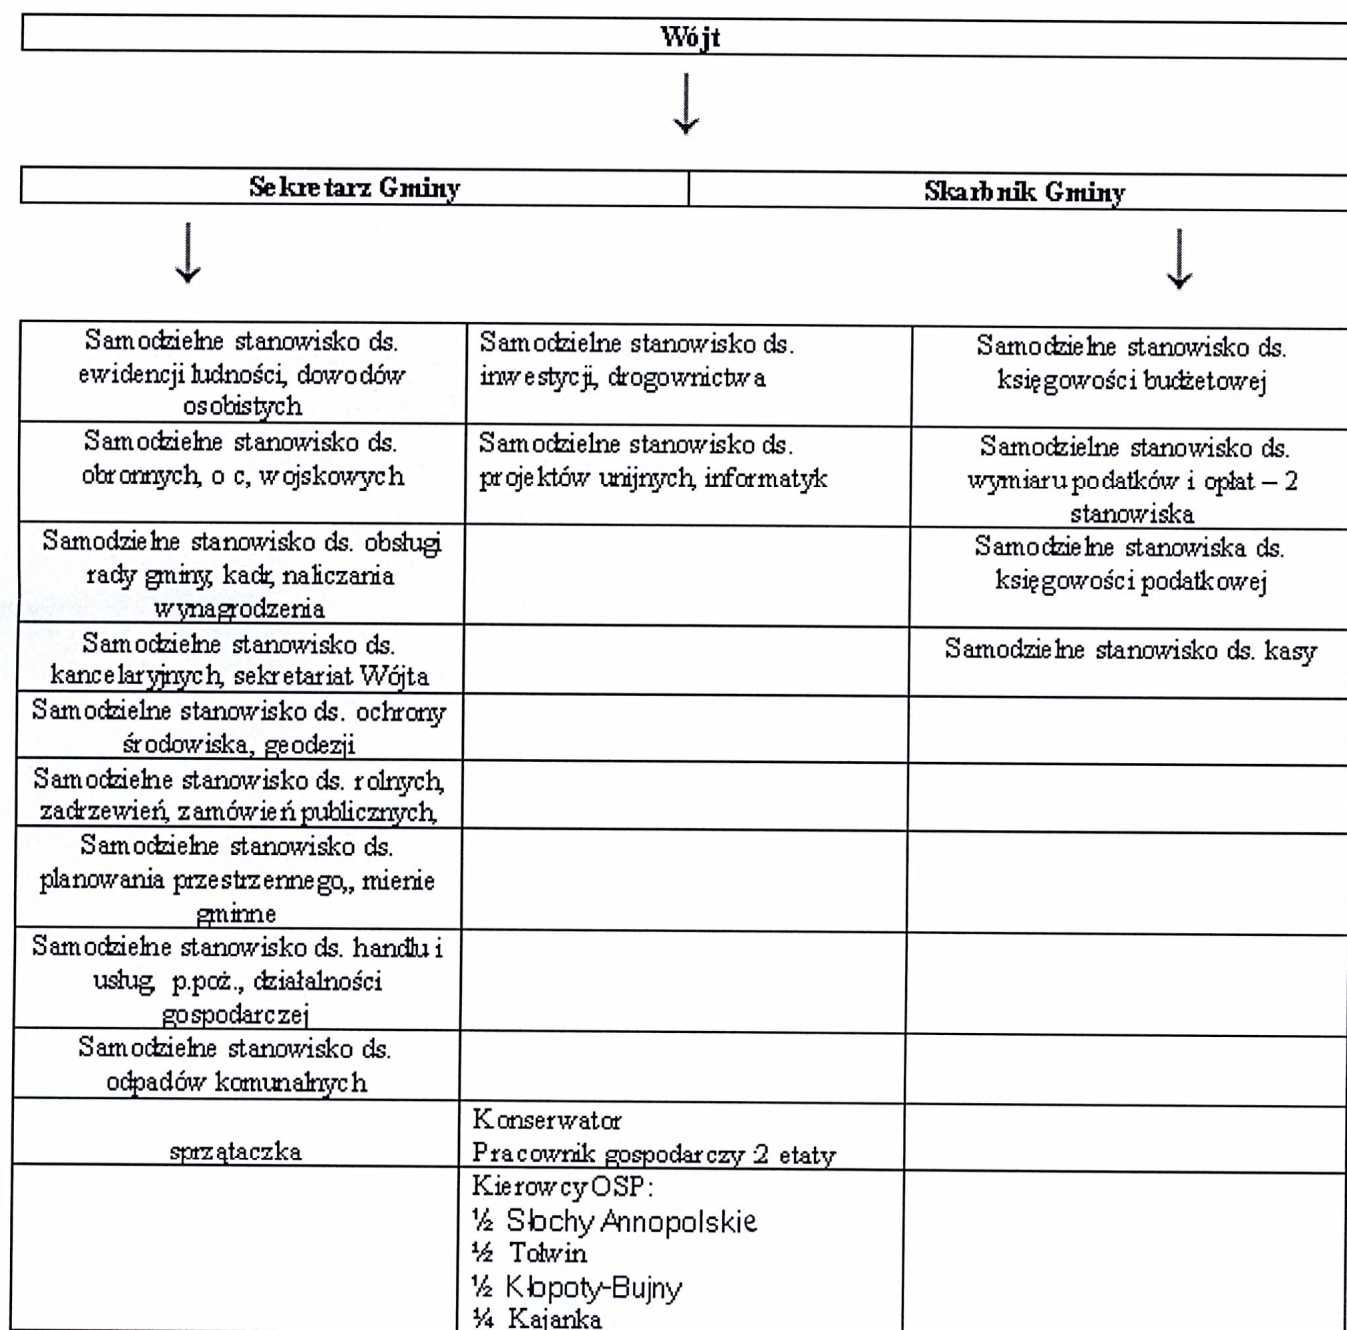 Wójt
Sekretarz Gminy
Skarbnik Gminy
Samodzielne stanowisko ds.
ewidencji ludności, dowodów
osobistych
Samodzielne stanowisko ds.
inwestycji, drogownictwa
Samodzielne stanowisko ds.
księgowości budżetowej
Samodzielne stanowisko ds.
obronnych, o c, wojskowych
Samodzielne stanowisko ds.
projektów unijnych, informatyk
Samodzielne stanowisko ds.
wymiaru podatków i opłat – 2
stanowiska
Samodzielne stanowisko ds. obsługi
rady gminy, kadr, naliczania
wynagrodzenia
Samodzielne stanowiska ds.
księgowości podatkowej
Samodzielne stanowisko ds.
kancelaryjnych, sekretariat Wójta
Samodzielne stanowisko ds. kasy
Samodzielne stanowisko ds. ochrony
środowiska, geodezji
Samodzielne stanowisko ds. rolnych,
zadrzewień, zamówień publicznych,
Samodzielne stanowisko ds.
planowania przestrzennego,, mienie
gminne
Samodzielne stanowisko ds. handlu i
usług, p.poż., działalności
gospodarczej
Samodzielne stanowisko ds.
odpadów komunalnych
sprzątaczka
Konserwator
Pracownik gospodarczy 2 etaty
Kierowcy OSP:
½ Słochy Annopolskie
½ Tołwin
½ Kłopoty-Bujny
¼ Kajanka